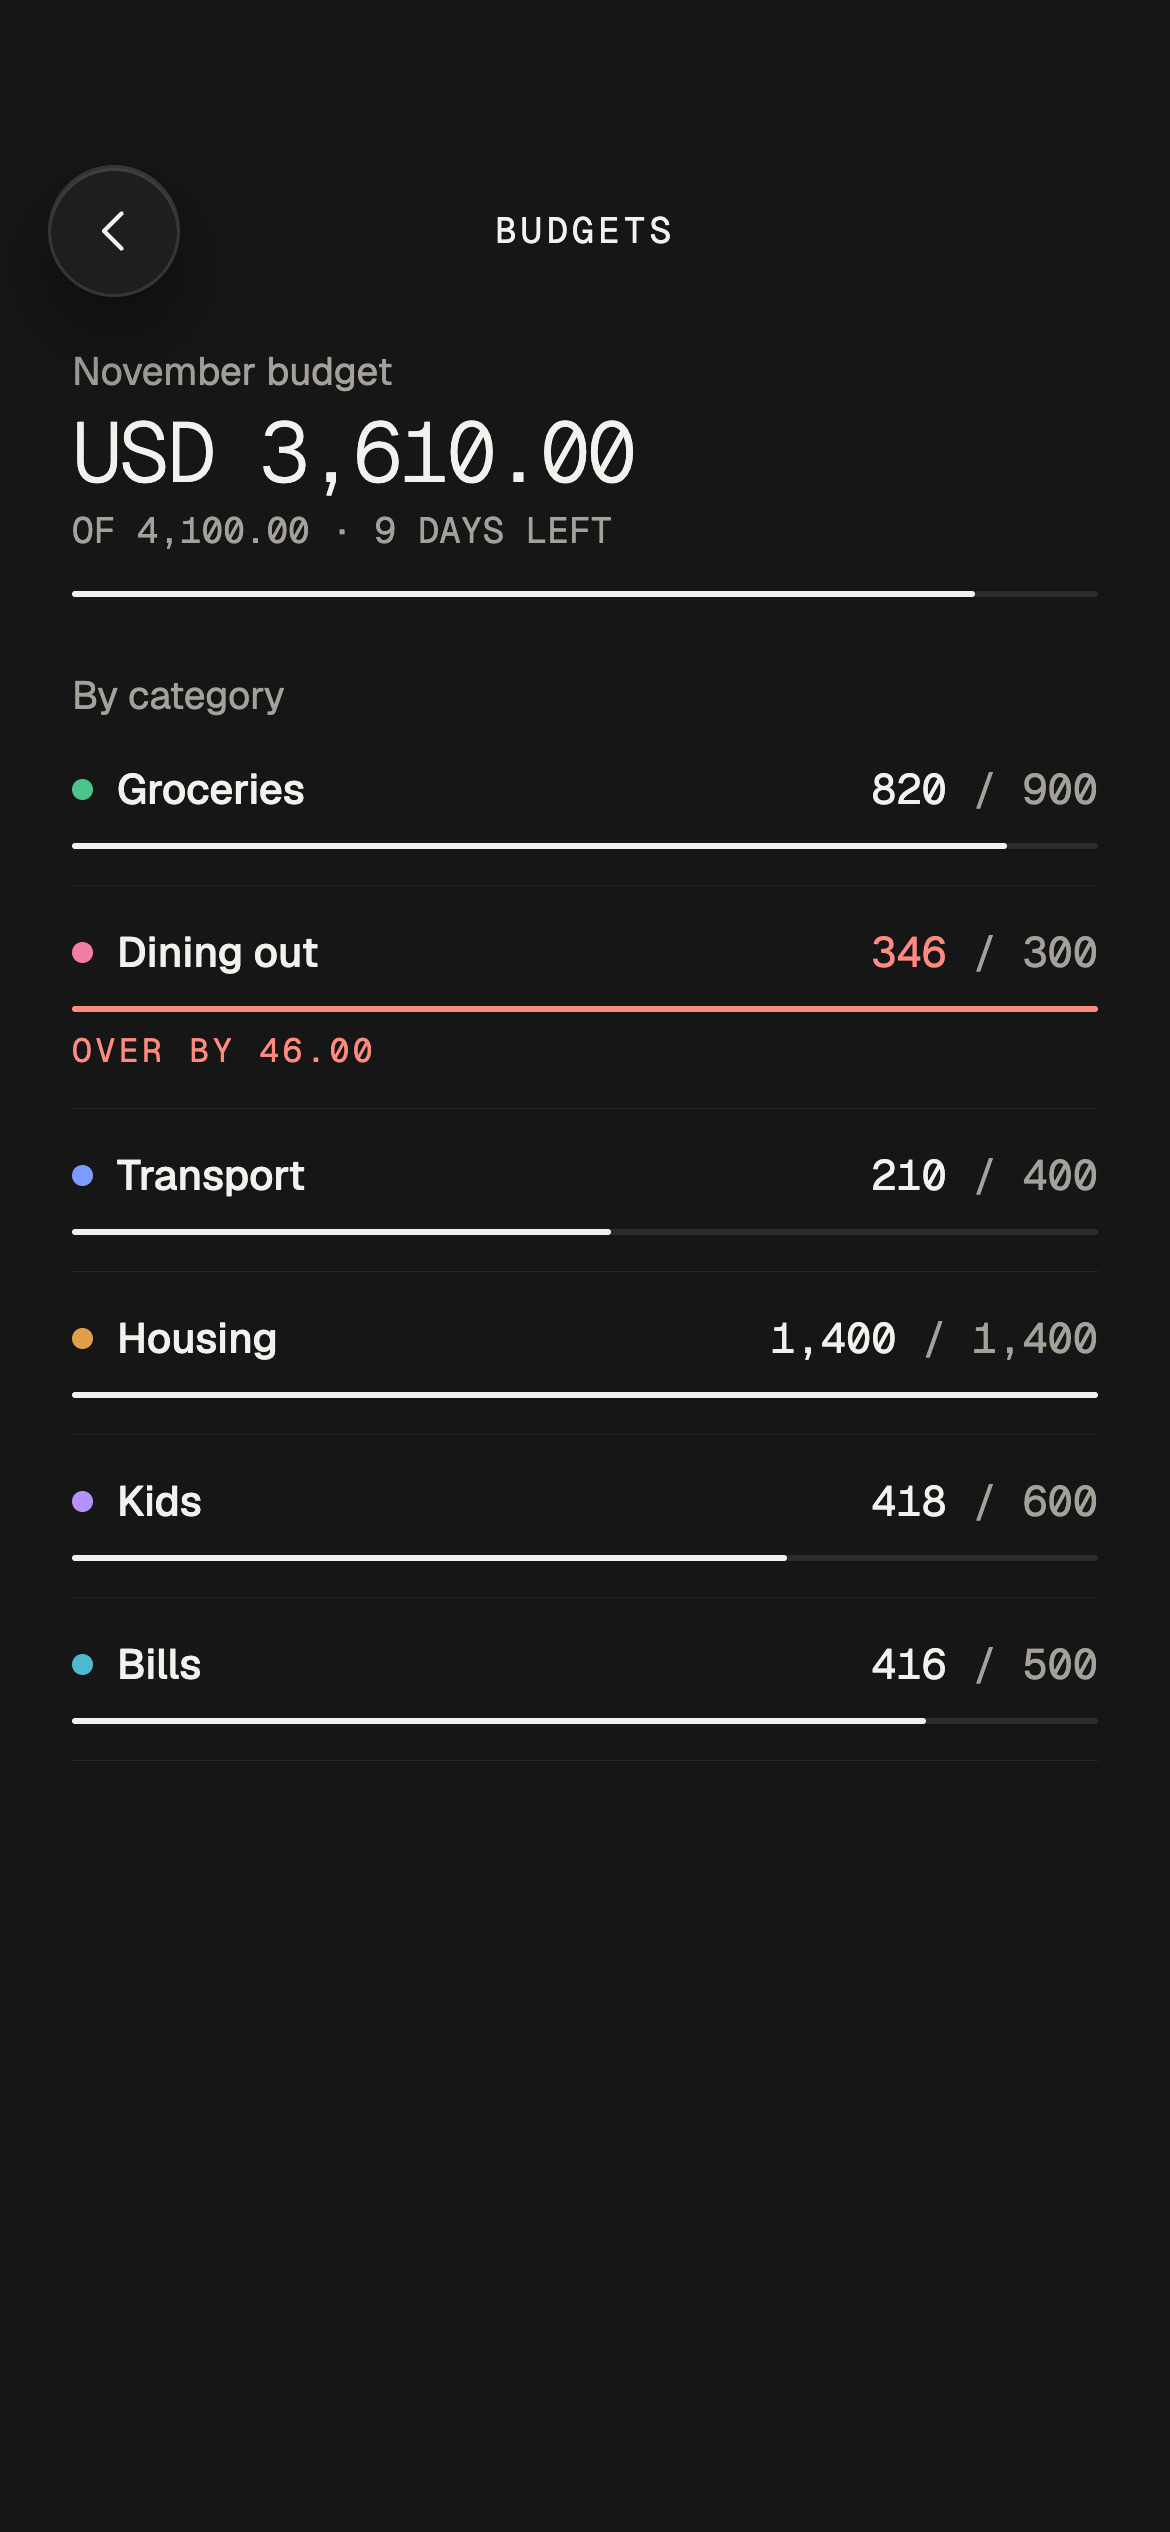 BUDGETS
November budget
USD 3,610.00
OF 4,100.00 · 9 DAYS LEFT
By category
Groceries 820 / 900
Dining out 346 / 300
OVER BY 46.00
Transport 210 / 400
Housing 1,400 / 1,400
Kids 418 / 600
Bills 416 / 500